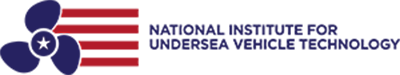 NATIONAL INSTITUTE FOR
UNDERSEA VEHICLE TECHNOLOGY